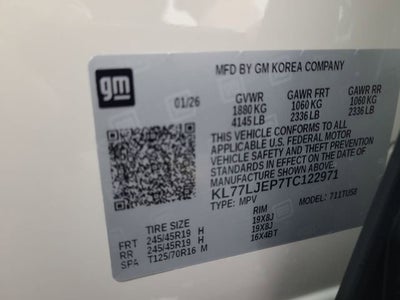 gm
MFD BY GM KOREA COMPANY
01/26 GVWR GAWR FRT GAWR RR
1880 KG 1060 KG 1060 KG
4145 LB 2336 LB 2336 LB
THIS VEHICLE CONFORMS TO ALL
APPLICABLE U.S. FEDERAL MOTOR
VEHICLE SAFETY, BUMPER, AND THEFT
PREVENTION STANDARDS IN EFFECT ON
THE DATE OF MANUFACTURE SHOWN ABOVE.
KL77LJEP7TC122971
TYPE: MPV MODEL: 711TU58
TIRE SIZE RIM
FRT 245/45R19 H 19X8J
RR 245/45R19 H 19X8J
SPA T125/70R16 M 16X4BT